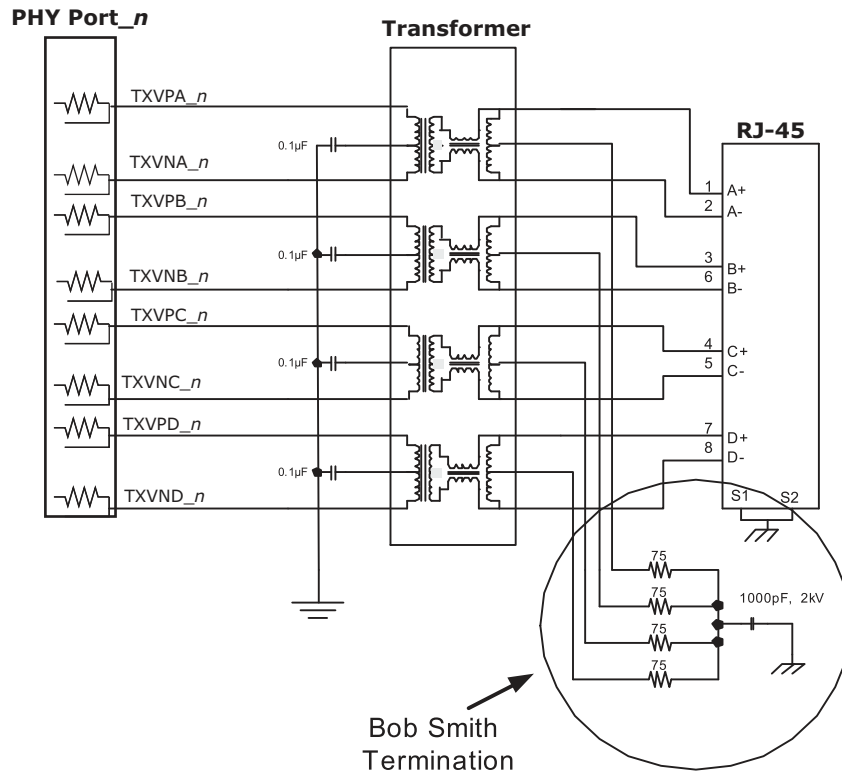 PHY Port_n
Transformer
TXVPA_n
RJ-45
0.1µF
TXVNA_n
1
A+
TXVPB_n
2
A-
0.1µF
3
B+
TXVNB_n
6
B-
TXVPC_n
4
C+
0.1µF
5
C-
TXVNC_n
TXVPD_n
7
D+
8
D-
0.1µF
TXVND_n
S1
S2
75
1000pF, 2kV
75
75
75
Bob Smith
Termination